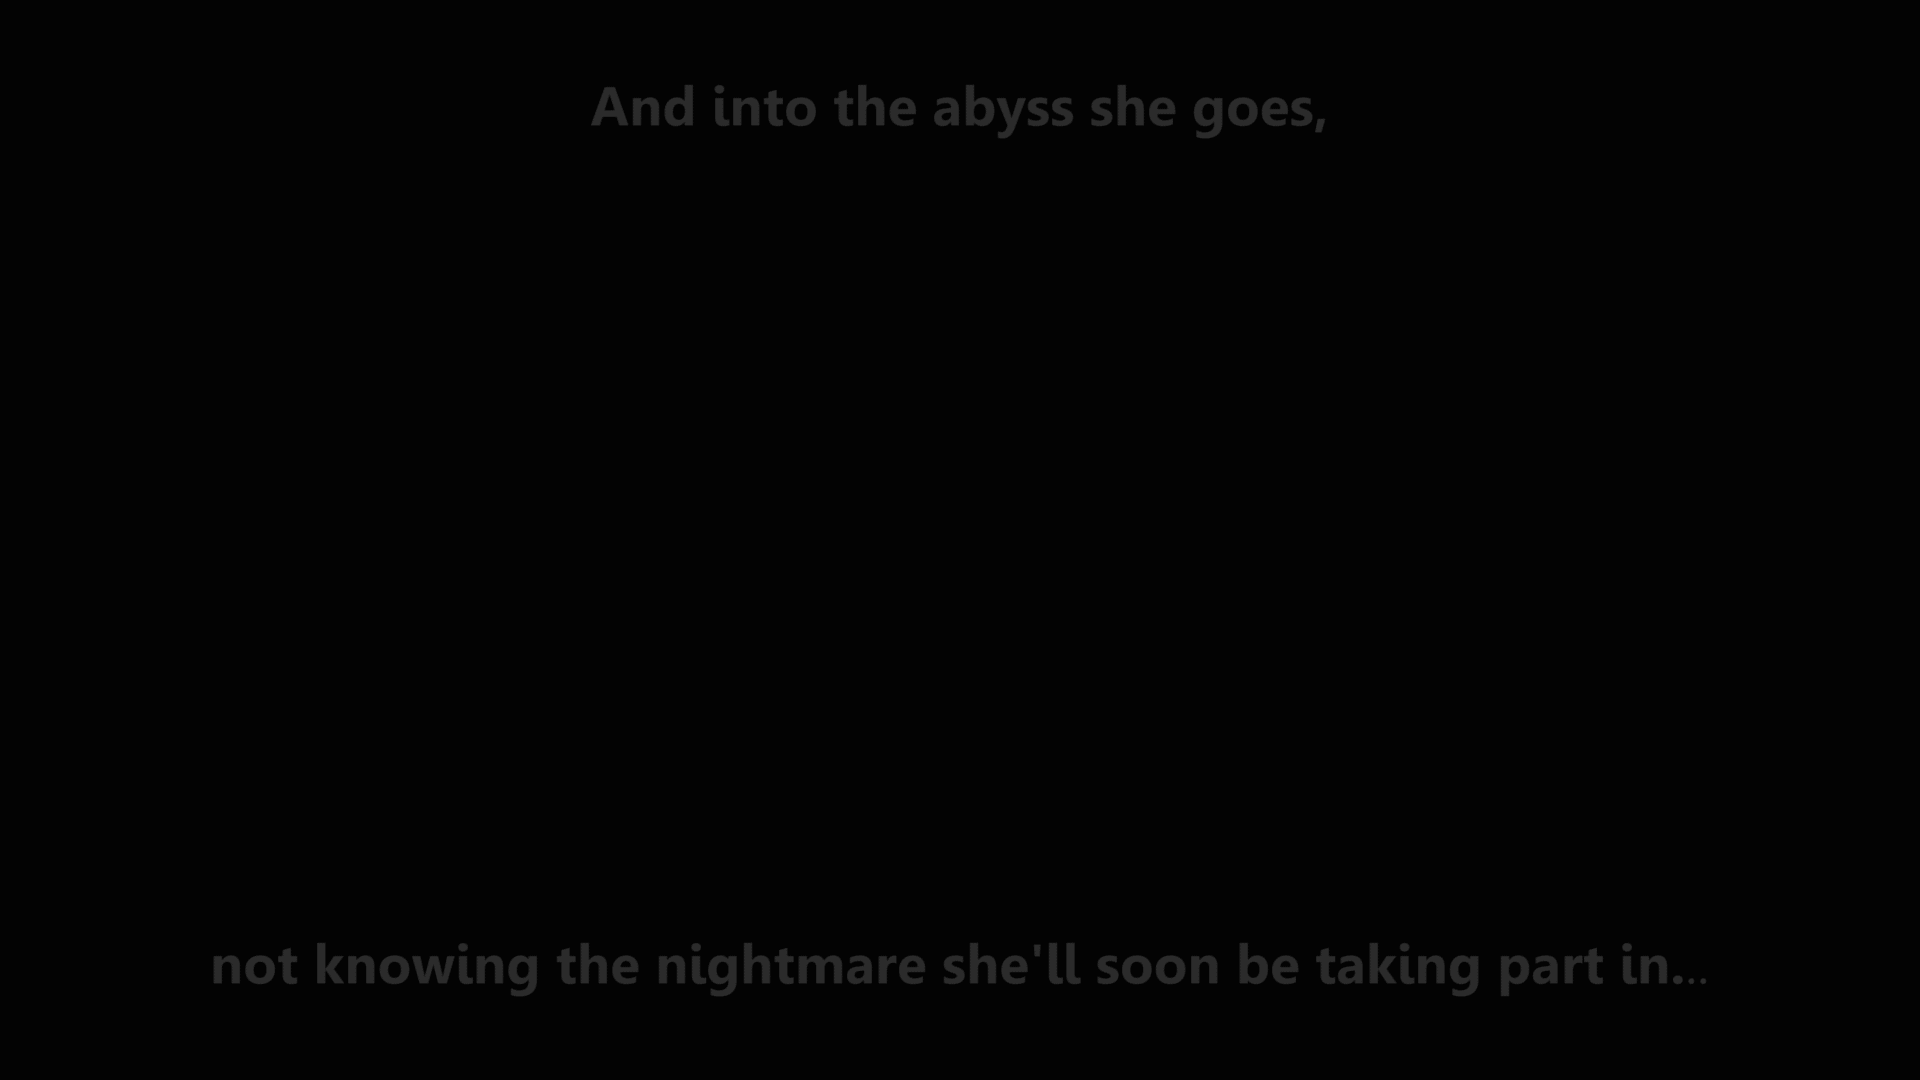 And into the abyss she goes,
not knowing the nightmare she'll soon be taking part in...